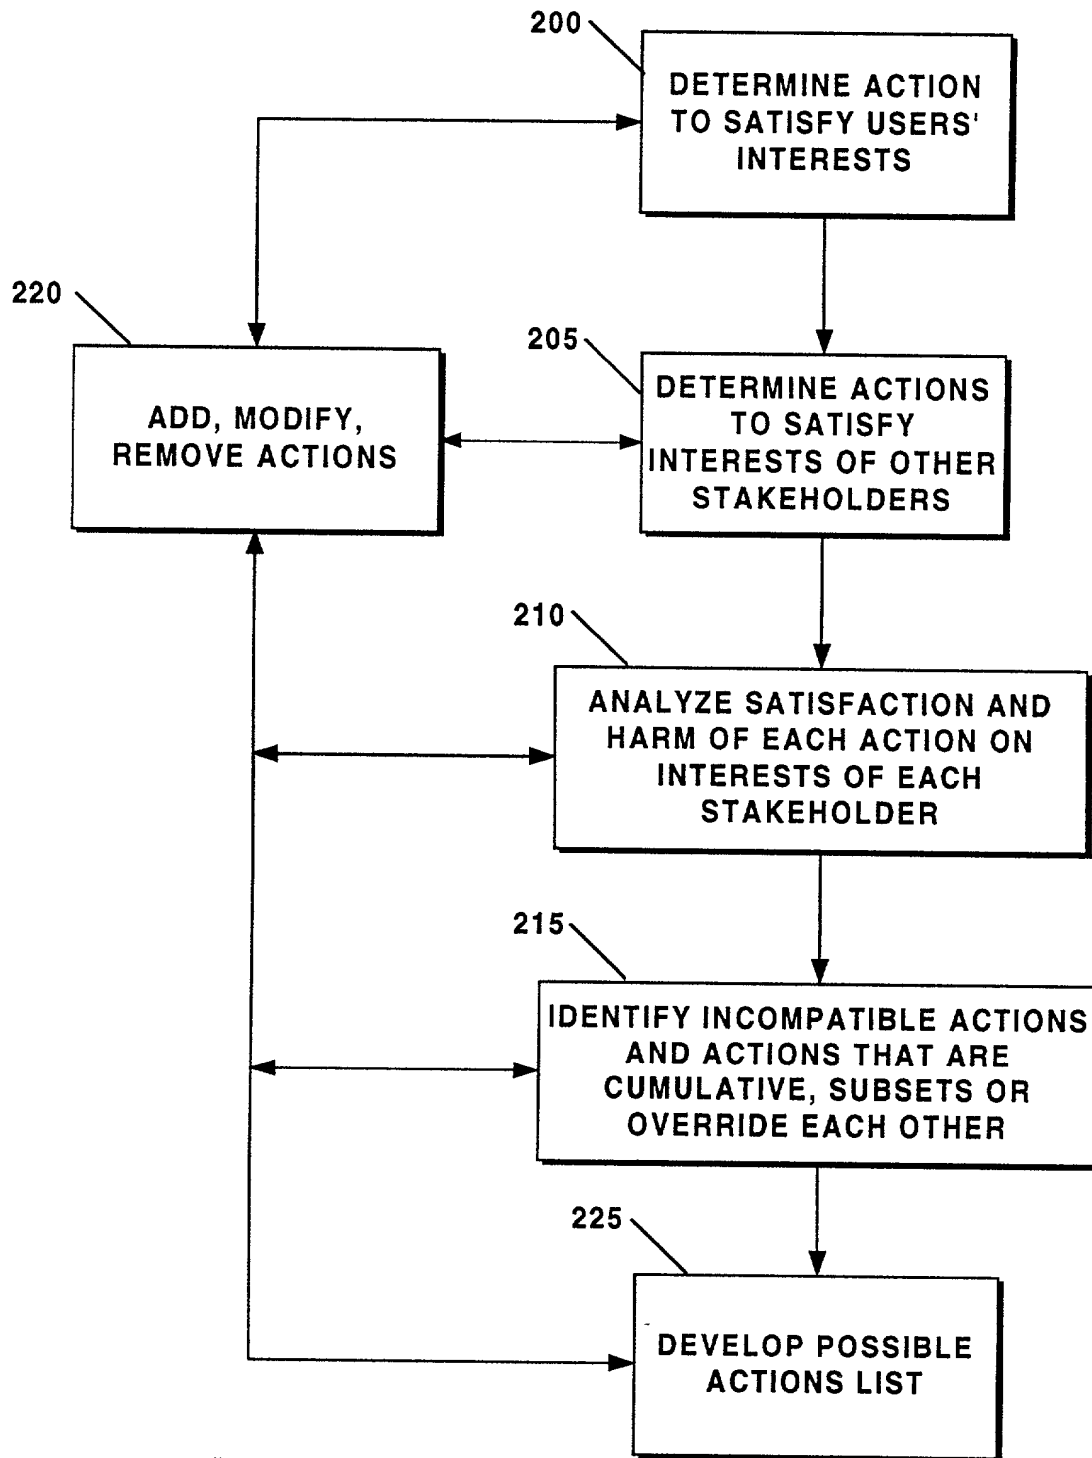 200
DETERMINE ACTION
TO SATISFY USERS'
INTERESTS
220
ADD, MODIFY,
REMOVE ACTIONS
205
DETERMINE ACTIONS
TO SATISFY
INTERESTS OF OTHER
STAKEHOLDERS
210
ANALYZE SATISFACTION AND
HARM OF EACH ACTION ON
INTERESTS OF EACH
STAKEHOLDER
215
IDENTIFY INCOMPATIBLE ACTIONS
AND ACTIONS THAT ARE
CUMULATIVE, SUBSETS OR
OVERRIDE EACH OTHER
225
DEVELOP POSSIBLE
ACTIONS LIST